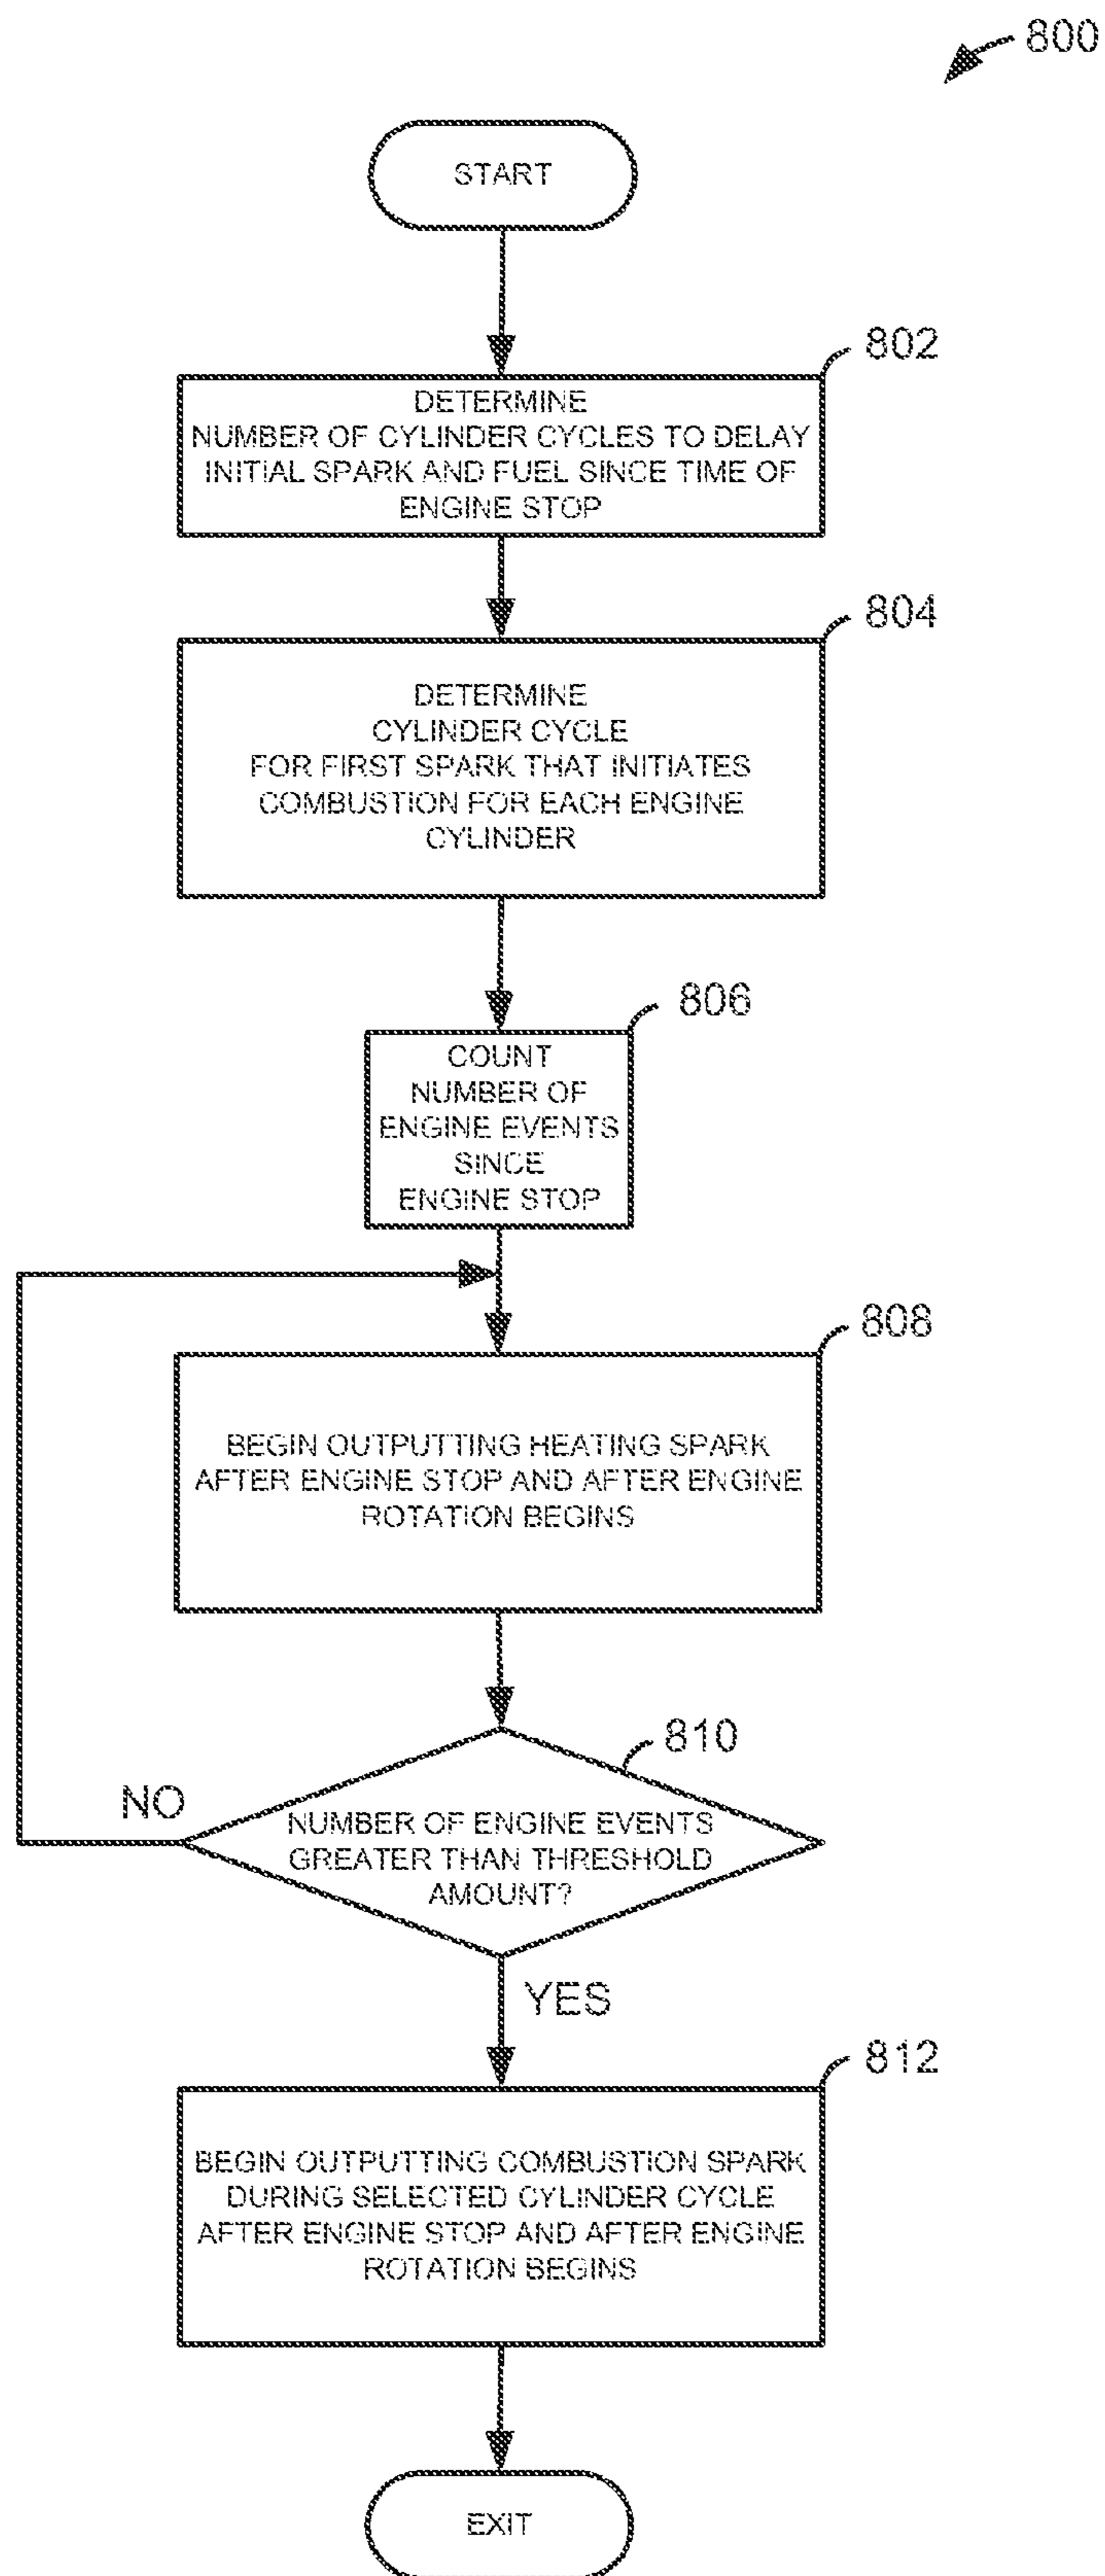 800
START
802
DETERMINE
NUMBER OF CYLINDER CYCLES TO DELAY
INITIAL SPARK AND FUEL SINCE TIME OF
ENGINE STOP
804
DETERMINE
CYLINDER CYCLE
FOR FIRST SPARK THAT INITIATES
COMBUSTION FOR EACH ENGINE
CYLINDER
806
COUNT
NUMBER OF
ENGINE EVENTS
SINCE
ENGINE STOP
808
BEGIN OUTPUTTING HEATING SPARK
AFTER ENGINE STOP AND AFTER ENGINE
ROTATION BEGINS
810
NO
NUMBER OF ENGINE EVENTS
GREATER THAN THRESHOLD
AMOUNT?
YES
812
BEGIN OUTPUTTING COMBUSTION SPARK
DURING SELECTED CYLINDER CYCLE
AFTER ENGINE STOP AND AFTER ENGINE
ROTATION BEGINS
EXIT